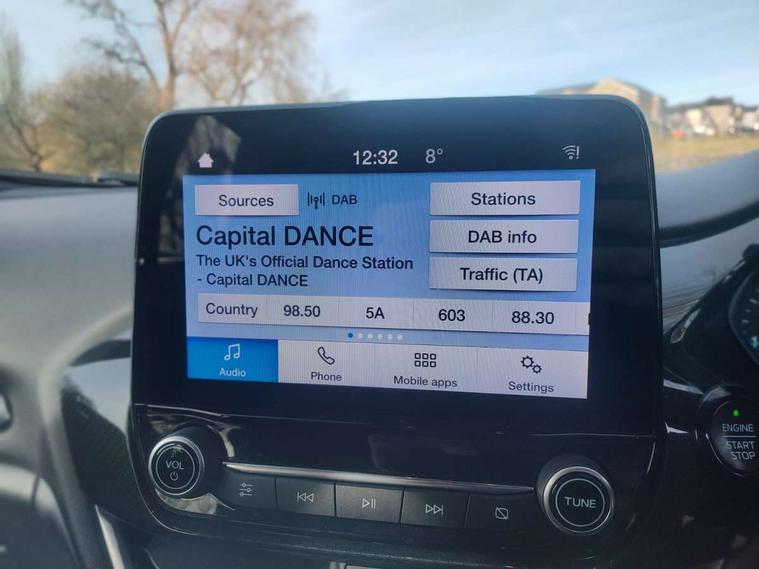 12:32 8°
Sources DAB Stations
Capital DANCE
DAB info
The UK's Official Dance Station
- Capital DANCE
Traffic (TA)
Country 98.50 5A 603 88.30
Audio Phone Mobile apps Settings
VOL
TUNE
ENGINE
START
STOP